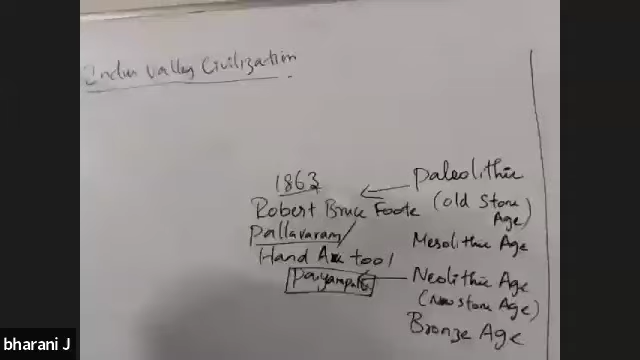 Indus Valley Civilization
1863
Paleolithic
Robert Bruce Foote
(Old Stone
Age)
Pallavaram
Hand Axe tool
Mesolithic Age
Paiyampalli
Neolithic Age
(New stone Age)
Bronze Age
bharani J